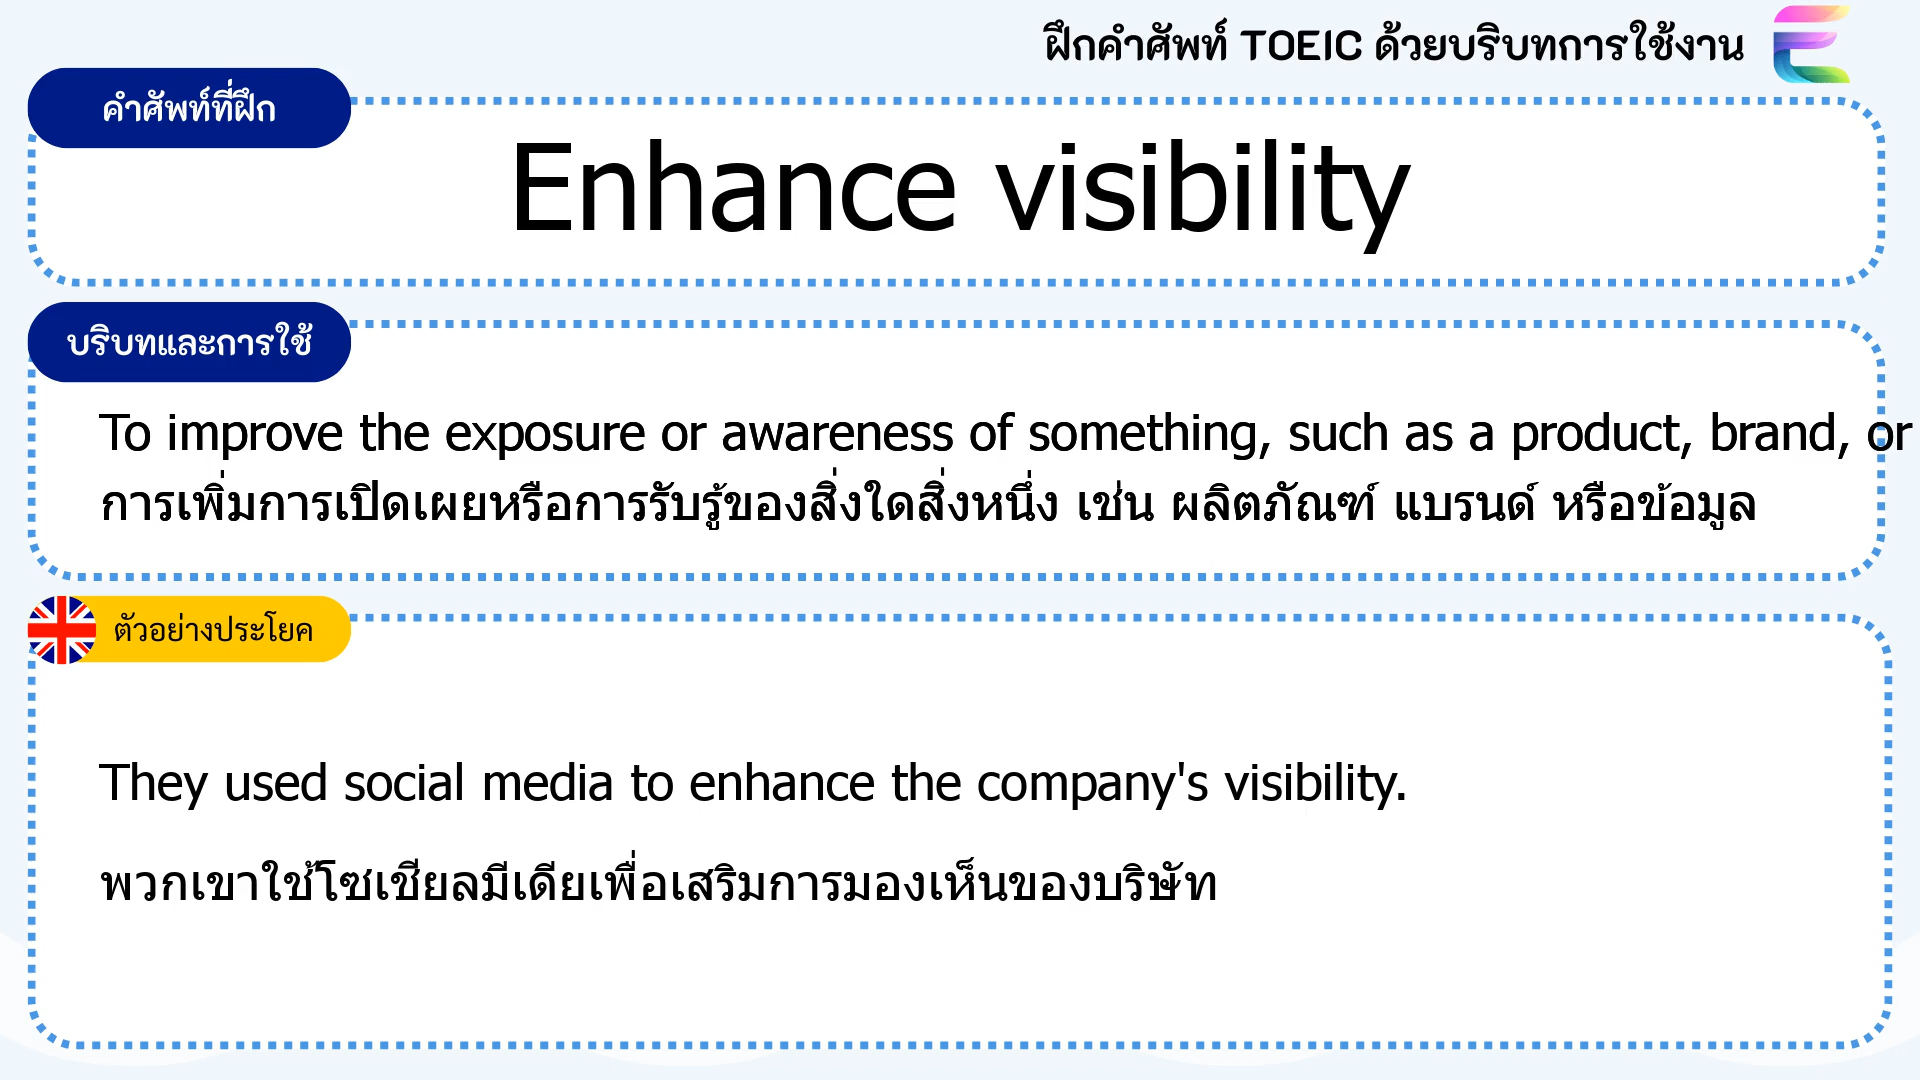 ฝึกคำศัพท์ TOEIC ด้วยบริบทการใช้งาน
คำศัพท์ที่ฝึก
Enhance visibility
บริบทและการใช้
To improve the exposure or awareness of something, such as a product, brand, or
การเพิ่มการเปิดเผยหรือการรับรู้ของสิ่งใดสิ่งหนึ่ง เช่น ผลิตภัณฑ์ แบรนด์ หรือข้อมูล
ตัวอย่างประโยค
They used social media to enhance the company's visibility.
พวกเขาใช้โซเชียลมีเดียเพื่อเสริมการมองเห็นของบริษัท